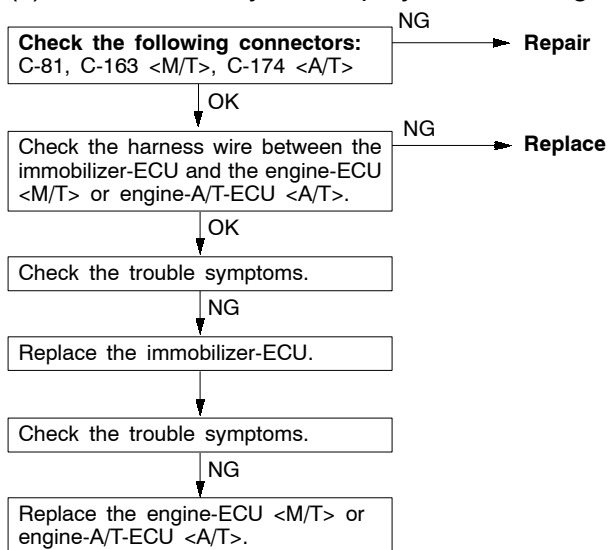 NG
Check the following connectors:
C-81, C-163 <M/T>, C-174 <A/T>
Repair
OK
Check the harness wire between the
immobilizer-ECU and the engine-ECU
<M/T> or engine-A/T-ECU <A/T>.
NG
Replace
OK
Check the trouble symptoms.
NG
Replace the immobilizer-ECU.
Check the trouble symptoms.
NG
Replace the engine-ECU <M/T> or
engine-A/T-ECU <A/T>.